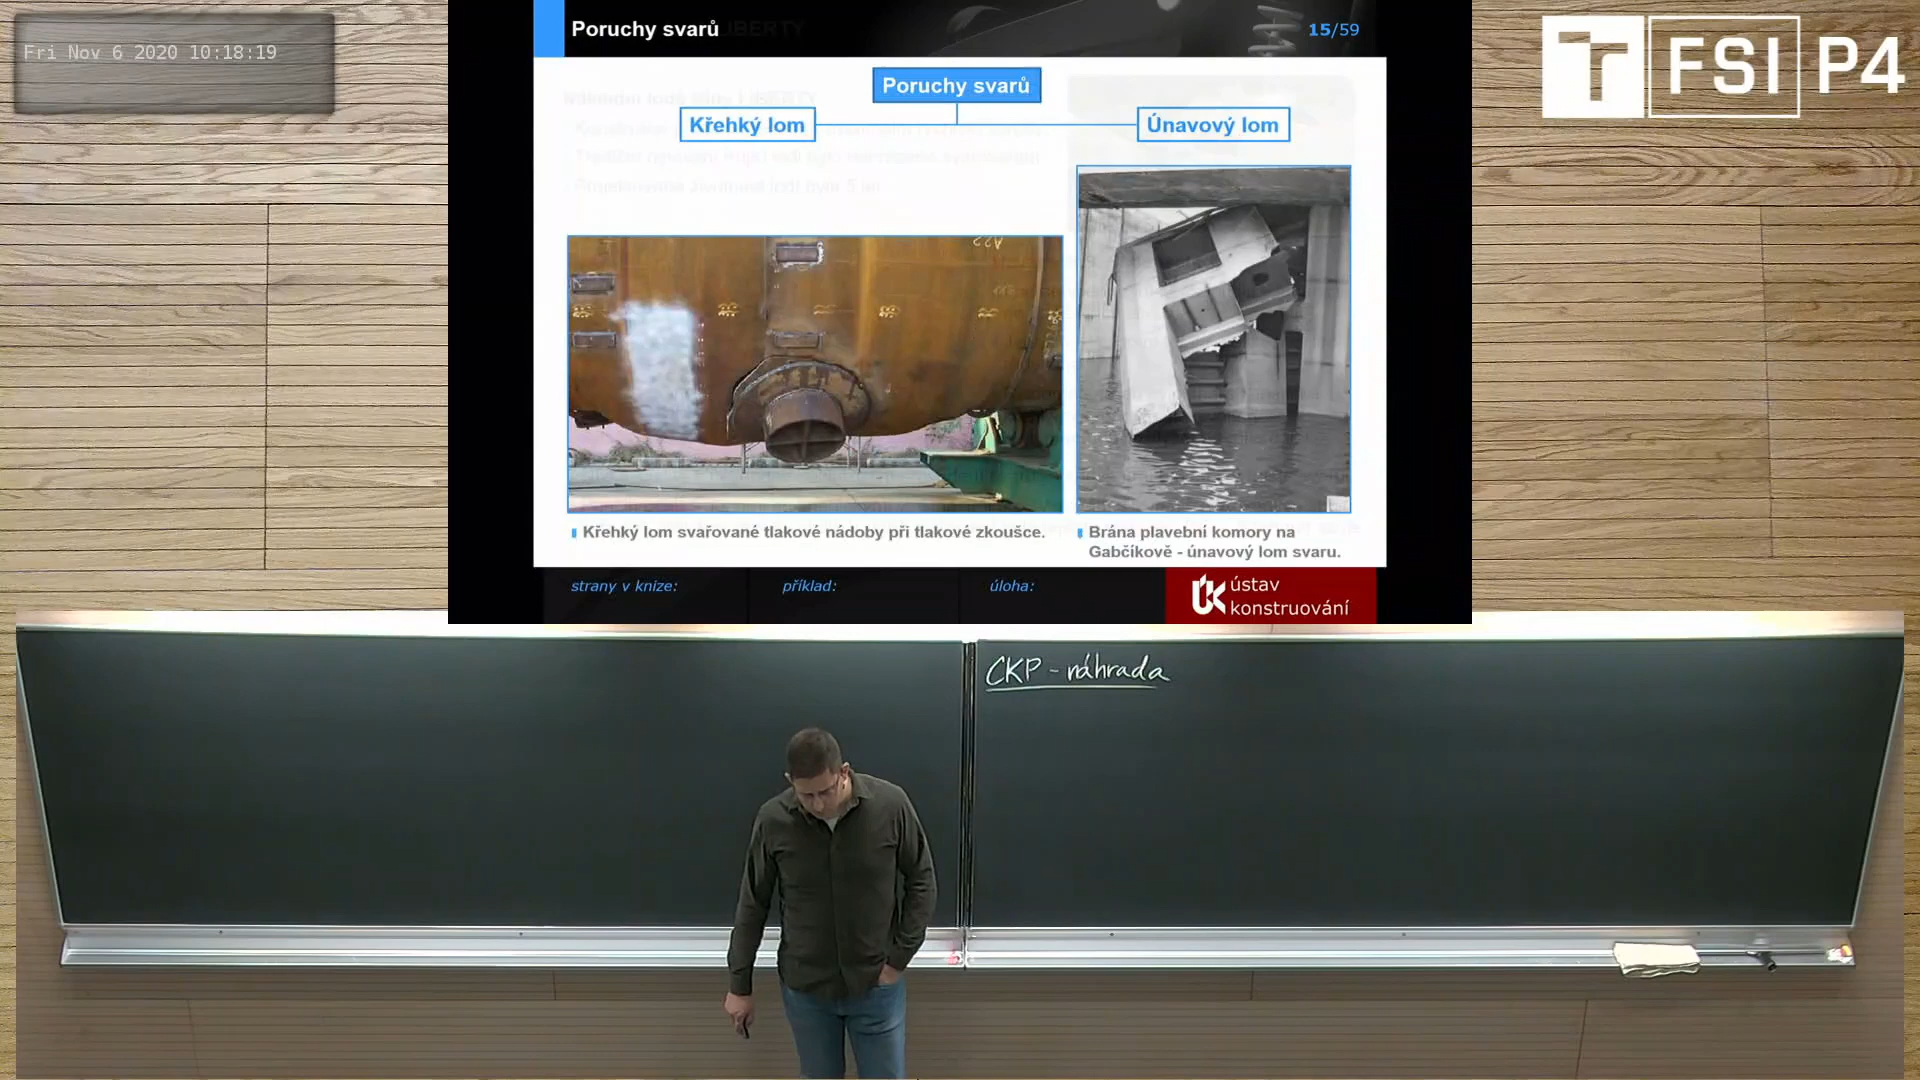 Fri Nov 6 2020 10:18:19
Poruchy svarů
15/59
FSI P4
Poruchy svarů
Křehký lom
Únavový lom
Křehký lom svařované tlakové nádoby při tlakové zkoušce.
Brána plavební komory na
Gabčíkově - únavový lom svaru.
strany v knize:
příklad:
úloha:
ústav
konstruování
CKP - náhrada